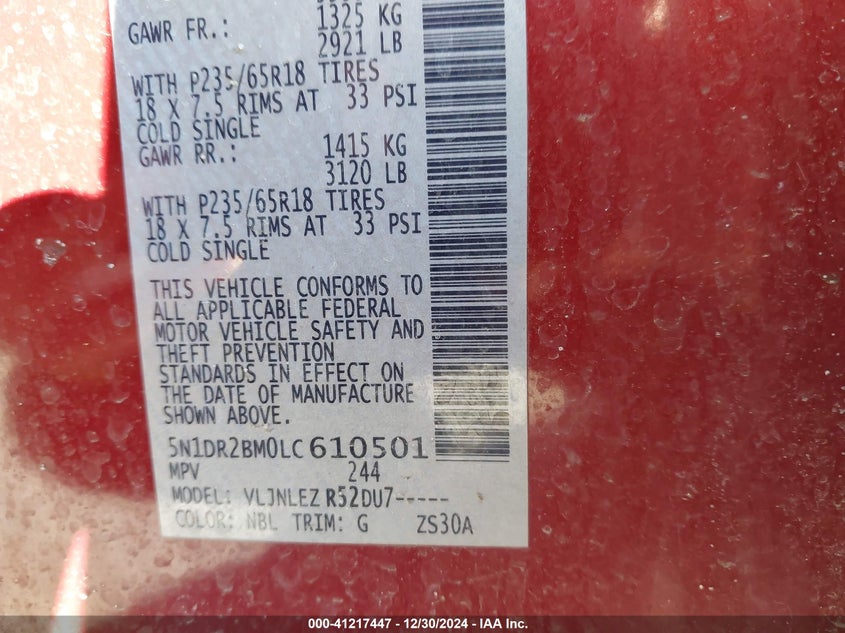 1325 KG
GAWR FR.: 2921 LB
WITH P235/65R18 TIRES
18 X 7.5 RIMS AT 33 PSI
COLD SINGLE
GAWR RR.: 1415 KG
3120 LB
WITH P235/65R18 TIRES
18 X 7.5 RIMS AT 33 PSI
COLD SINGLE
THIS VEHICLE CONFORMS TO
ALL APPLICABLE FEDERAL
MOTOR VEHICLE SAFETY AND
THEFT PREVENTION
STANDARDS IN EFFECT ON
THE DATE OF MANUFACTURE
SHOWN ABOVE.
5N1DR2BM0LC610501
MPV 244
MODEL: VLJNLEZ R52DU7-----
COLOR: NBL TRIM: G ZS30A
000-41217447 - 12/30/2024 - IAA Inc.